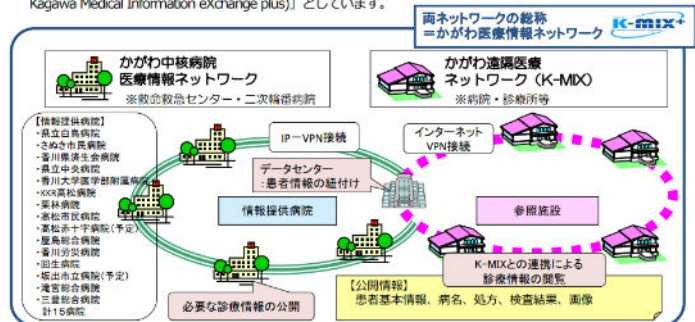 Kagawa Medical Information eXchange plus)」としています。
両ネットワークの総称
=かがわ医療情報ネットワーク K-MIX+
かがわ中核病院
医療情報ネットワーク
※救命救急センター・二次輪番病院
かがわ遠隔医療
ネットワーク(K-MIX)
※病院・診療所等
【情報提供病院】
・県立白鳥病院
・さぬき市民病院
・香川県済生会病院
・県立中央病院
・香川大学医学部附属病院
・KKR高松病院
・栗林病院
・高松市民病院
・高松赤十字病院(予定)
・屋島総合病院
・香川労災病院
・回生病院
・坂出市立病院(予定)
・滝宮総合病院
・三豊総合病院
計15病院
IP-VPN接続
インターネット
VPN接続
データセンター
:患者情報の紐付け
情報提供病院
参照施設
K-MIXとの連携による
診療情報の閲覧
必要な診療情報の公開
【公開情報】
患者基本情報、病名、処方、検査結果、画像